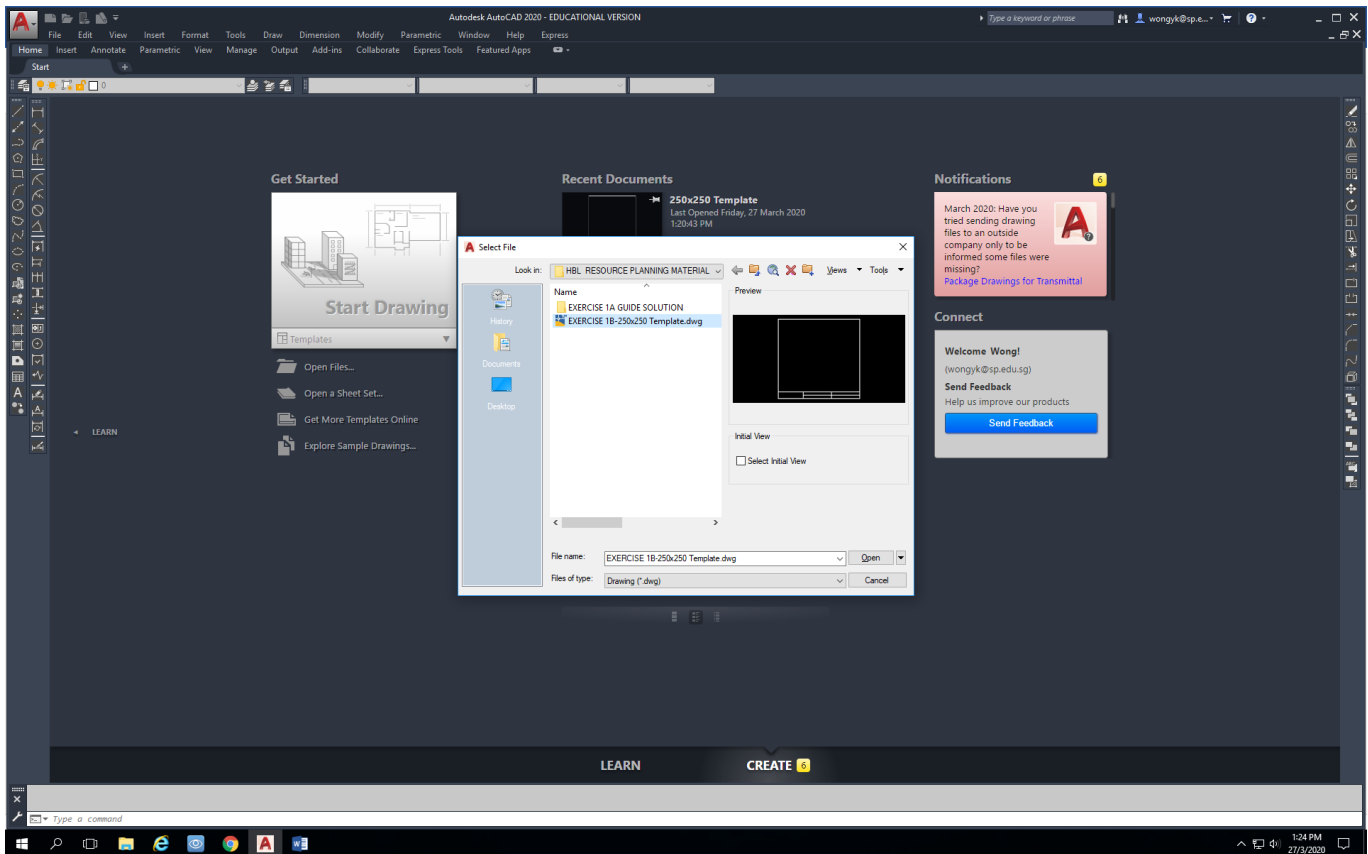 Autodesk AutoCAD 2020 - EDUCATIONAL VERSION
Type a keyword or phrase
wongyk@sp.e...
File Edit View Insert Format Tools Draw Dimension Modify Parametric Window Help Express
Home Insert Annotate Parametric View Manage Output Add-ins Collaborate Express Tools Featured Apps
Start
0
Get Started
Start Drawing
Templates
Open Files...
Open a Sheet Set...
Get More Templates Online
Explore Sample Drawings...
LEARN
Recent Documents
250x250 Template
Last Opened Friday, 27 March 2020
1:20:43 PM
Select File
Look in:
HBL RESOURCE PLANNING MATERIAL
Views
Tools
History
Documents
Desktop
Name
EXERCISE 1A GUIDE SOLUTION
EXERCISE 1B-250x250 Template.dwg
Preview
Initial View
Select Initial View
File name:
EXERCISE 1B-250x250 Template.dwg
Open
Files of type:
Drawing (*.dwg)
Cancel
Notifications
6
March 2020: Have you
tried sending drawing
files to an outside
company only to be
informed some files were
missing?
Package Drawings for Transmittal
Connect
Welcome Wong!
(wongyk@sp.edu.sg)
Send Feedback
Help us improve our products
Send Feedback
LEARN
CREATE 6
Type a command
1:24 PM
27/3/2020